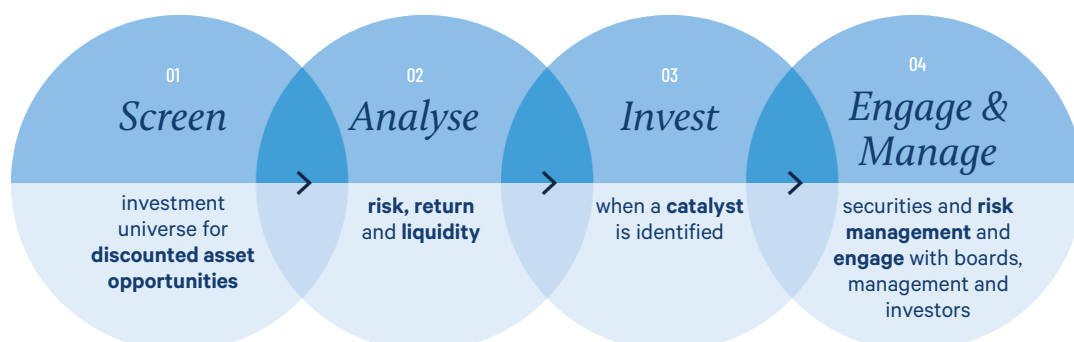 01
Screen
investment
universe for
discounted asset
opportunities
02
Analyse
risk, return
and liquidity
03
Invest
when a catalyst
is identified
04
Engage &
Manage
securities and risk
management and
engage with boards,
management and
investors